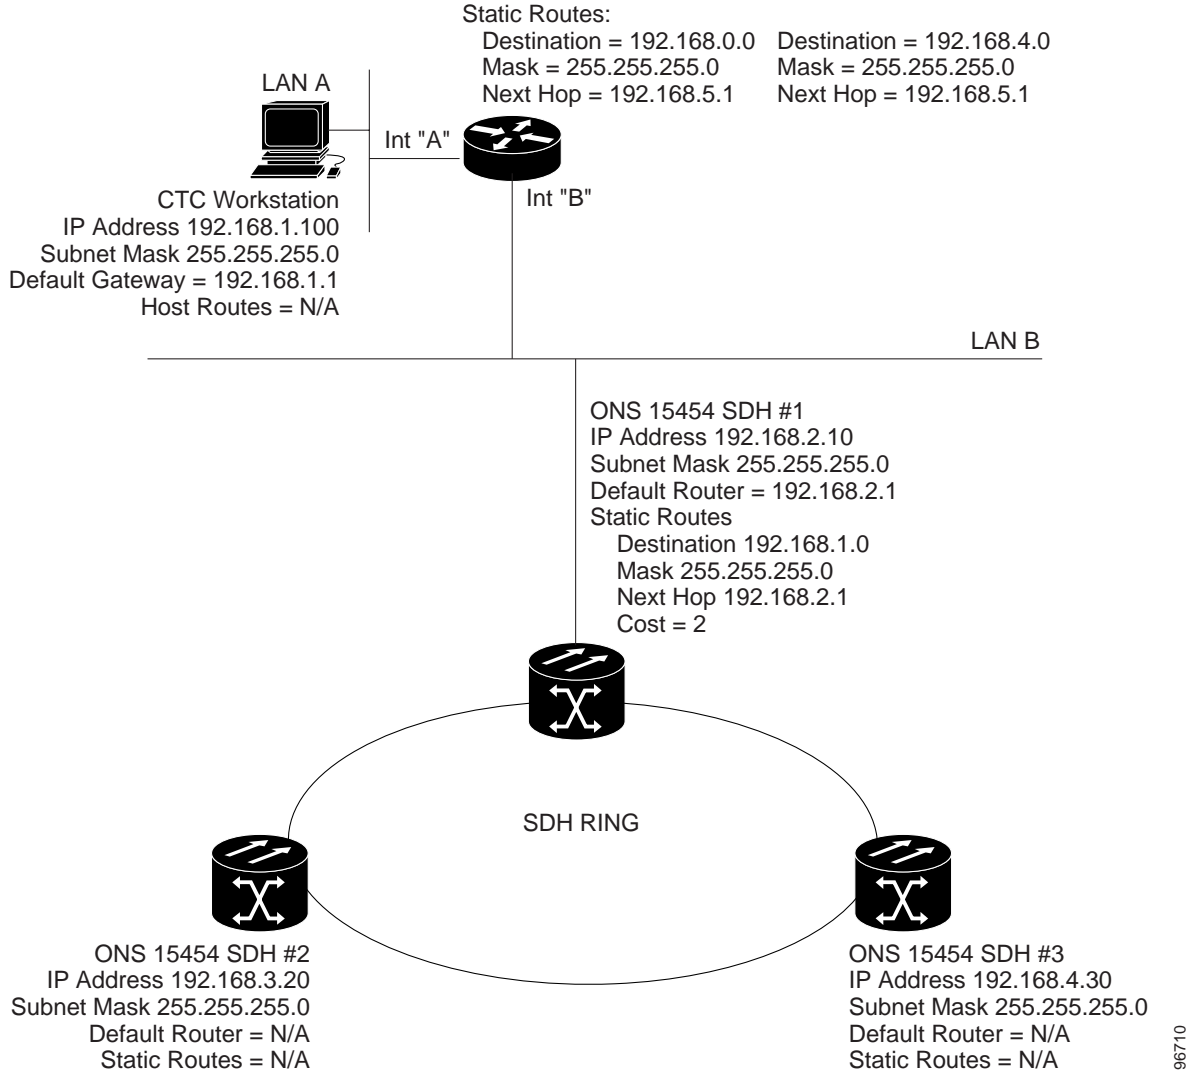 Static Routes:
Destination = 192.168.0.0 Destination = 192.168.4.0
Mask = 255.255.255.0 Mask = 255.255.255.0
Next Hop = 192.168.5.1 Next Hop = 192.168.5.1
LAN A
Int "A"
Int "B"
CTC Workstation
IP Address 192.168.1.100
Subnet Mask 255.255.255.0
Default Gateway = 192.168.1.1
Host Routes = N/A
LAN B
ONS 15454 SDH #1
IP Address 192.168.2.10
Subnet Mask 255.255.255.0
Default Router = 192.168.2.1
Static Routes
Destination 192.168.1.0
Mask 255.255.255.0
Next Hop 192.168.2.1
Cost = 2
SDH RING
ONS 15454 SDH #2
IP Address 192.168.3.20
Subnet Mask 255.255.255.0
Default Router = N/A
Static Routes = N/A
ONS 15454 SDH #3
IP Address 192.168.4.30
Subnet Mask 255.255.255.0
Default Router = N/A
Static Routes = N/A
96710